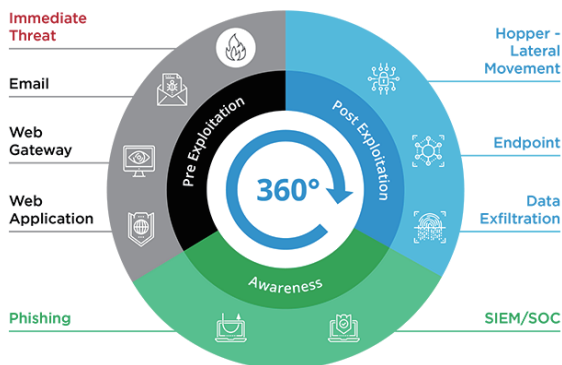 Immediate
Threat
Email
Web
Gateway
Web
Application
Phishing
Pre Exploitation
Post Exploitation
360°
Awareness
Hopper -
Lateral
Movement
Endpoint
Data
Exfiltration
SIEM/SOC